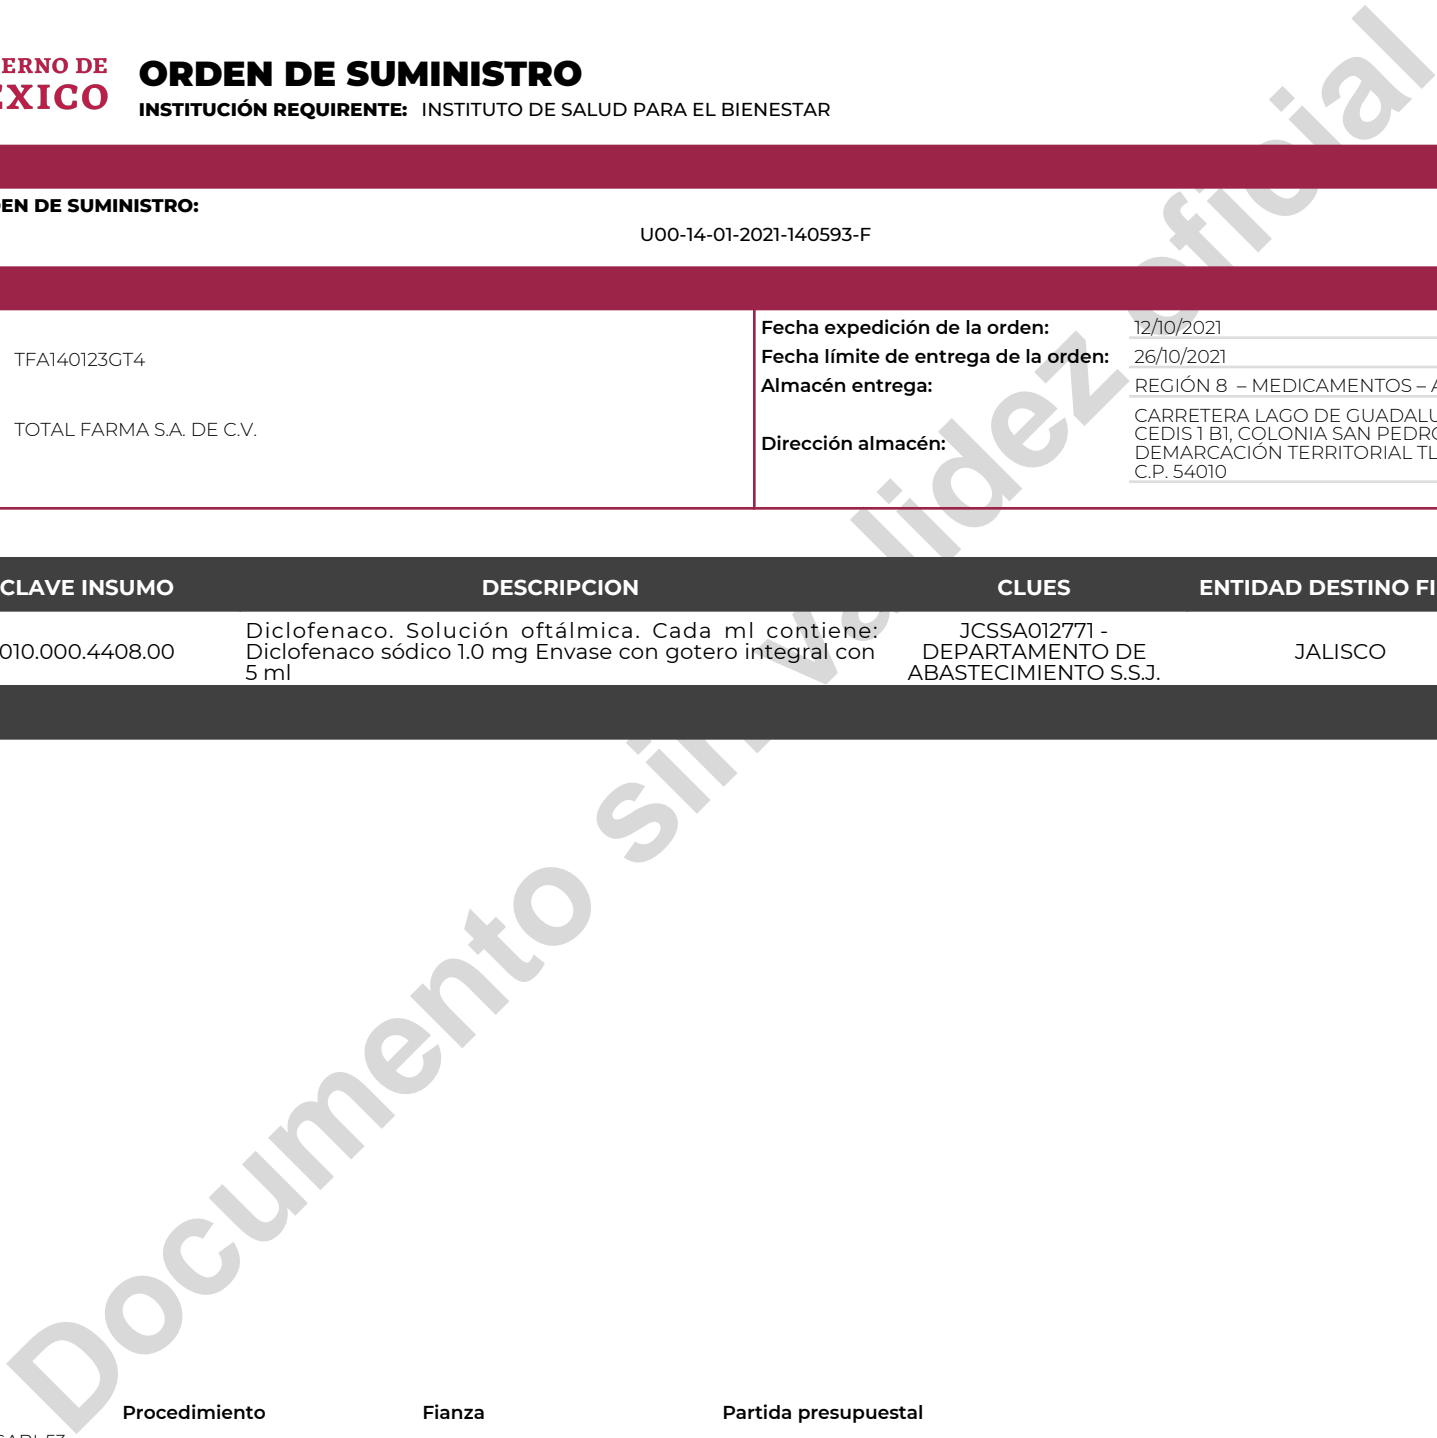 ERNO DE
ORDEN DE SUMINISTRO
EXICO
INSTITUCIÓN REQUIRENTE: INSTITUTO DE SALUD PARA EL BIENESTAR
EN DE SUMINISTRO:
U00-14-01-2021-140593-F
TFA140123GT4
TOTAL FARMA S.A. DE C.V.
Fecha expedición de la orden: 12/10/2021
Fecha límite de entrega de la orden: 26/10/2021
Almacén entrega: REGIÓN 8 – MEDICAMENTOS – A
Dirección almacén:
CARRETERA LAGO DE GUADALU
CEDIS 1 B1, COLONIA SAN PEDRO
DEMARCACIÓN TERRITORIAL TL
C.P. 54010
CLAVE INSUMO DESCRIPCION CLUES ENTIDAD DESTINO FI
010.000.4408.00
Diclofenaco. Solución oftálmica. Cada ml contiene:
Diclofenaco sódico 1.0 mg Envase con gotero integral con
5 ml
JCSSA012771 -
DEPARTAMENTO DE
ABASTECIMIENTO S.S.J.
JALISCO
Documento sin validez oficial
Procedimiento Fianza Partida presupuestal